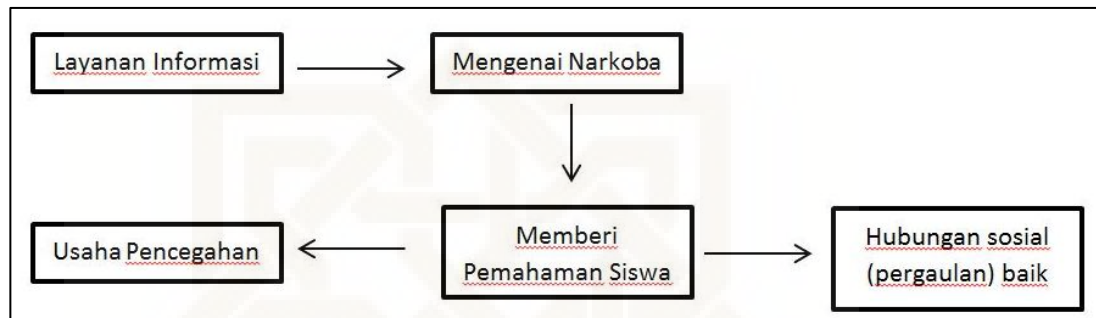 Layanan Informasi
Mengenai Narkoba
Usaha Pencegahan
Memberi
Pemahaman Siswa
Hubungan sosial
(pergaulan) baik